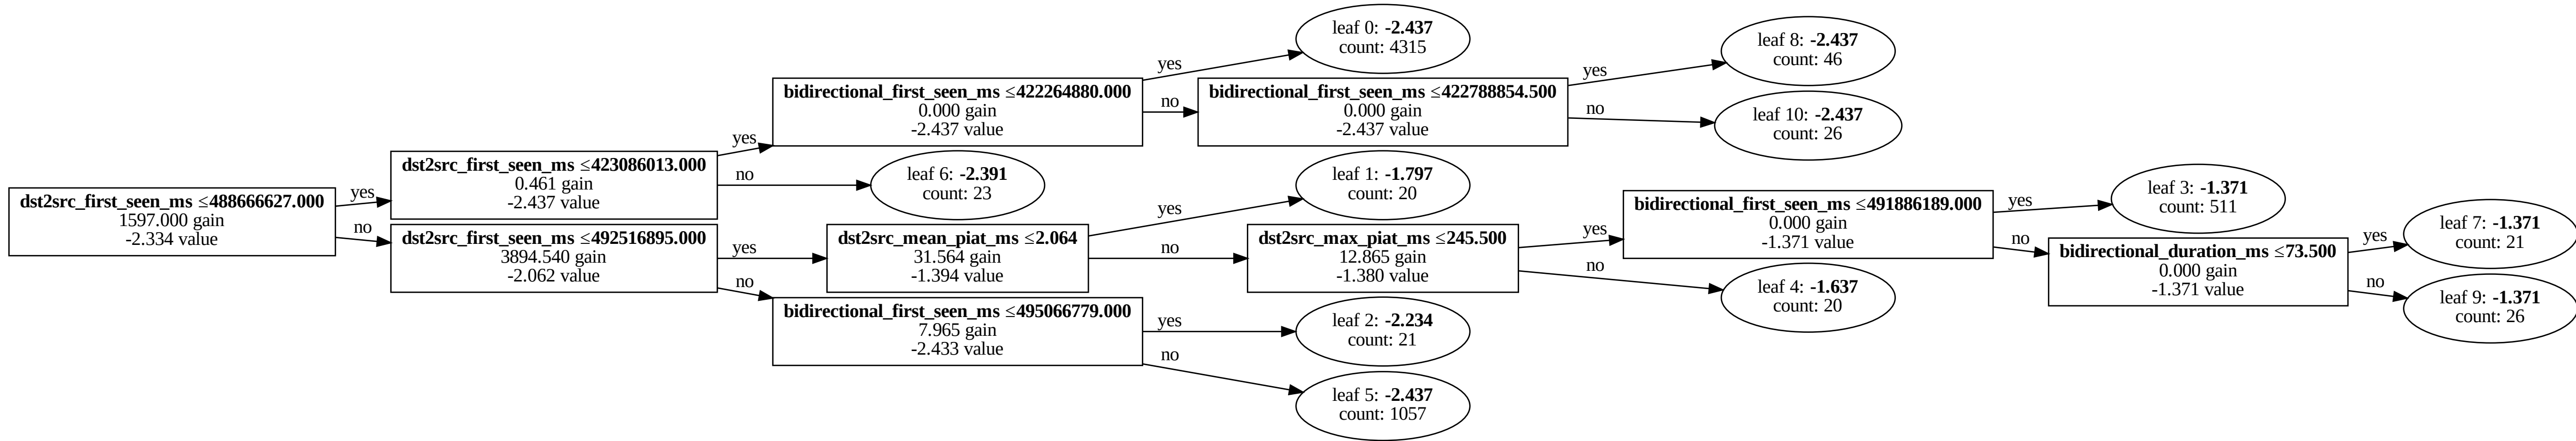 dst2src_first_seen_ms ≤488666627.000
1597.000 gain
-2.334 value
yes
no
dst2src_first_seen_ms ≤423086013.000
0.461 gain
-2.437 value
yes
no
dst2src_first_seen_ms ≤492516895.000
3894.540 gain
-2.062 value
yes
no
bidirectional_first_seen_ms ≤422264880.000
0.000 gain
-2.437 value
yes
no
leaf 6: -2.391
count: 23
dst2src_mean_piat_ms ≤2.064
31.564 gain
-1.394 value
yes
no
bidirectional_first_seen_ms ≤495066779.000
7.965 gain
-2.433 value
yes
no
leaf 0: -2.437
count: 4315
bidirectional_first_seen_ms ≤422788854.500
0.000 gain
-2.437 value
yes
no
leaf 1: -1.797
count: 20
dst2src_max_piat_ms ≤245.500
12.865 gain
-1.380 value
yes
no
leaf 2: -2.234
count: 21
leaf 5: -2.437
count: 1057
leaf 8: -2.437
count: 46
leaf 10: -2.437
count: 26
bidirectional_first_seen_ms ≤491886189.000
0.000 gain
-1.371 value
yes
no
leaf 4: -1.637
count: 20
leaf 3: -1.371
count: 511
bidirectional_duration_ms ≤73.500
0.000 gain
-1.371 value
yes
no
leaf 7: -1.371
count: 21
leaf 9: -1.371
count: 26